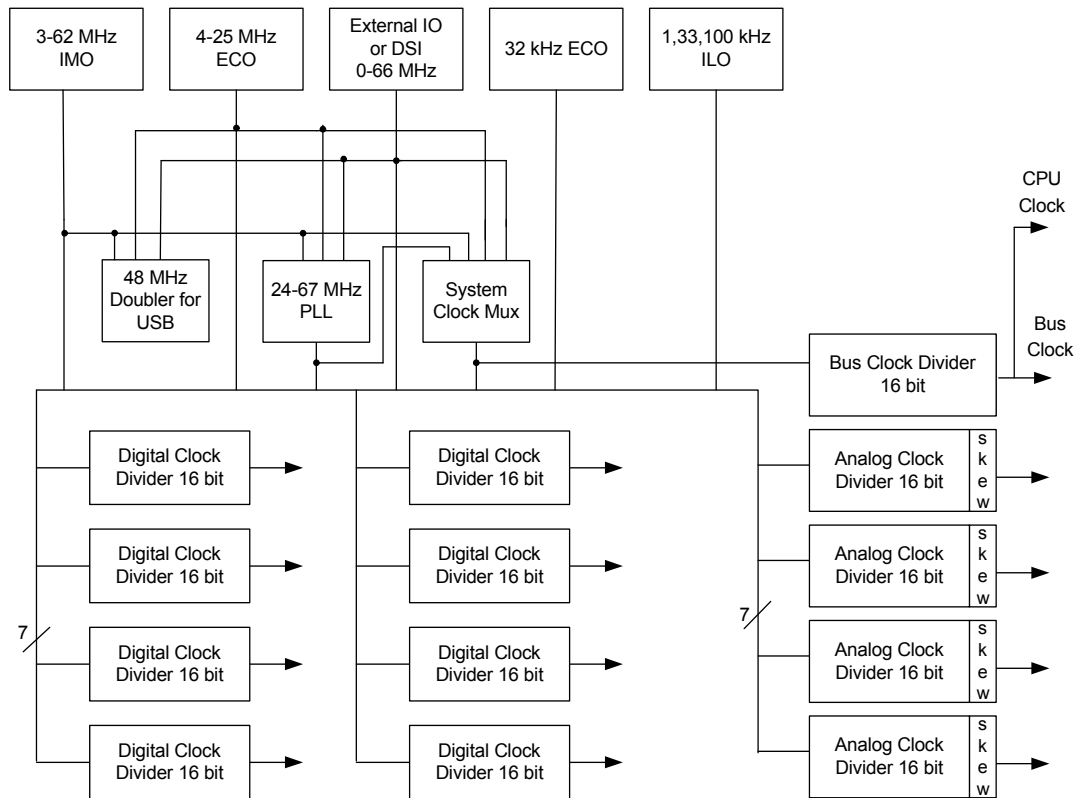 3-62 MHz
IMO
4-25 MHz
ECO
External IO
or DSI
0-66 MHz
32 kHz ECO
1,33,100 kHz
ILO
CPU
Clock
48 MHz
Doubler for
USB
24-67 MHz
PLL
System
Clock Mux
Bus
Clock
Bus Clock Divider
16 bit
Digital Clock
Divider 16 bit
Digital Clock
Divider 16 bit
Analog Clock
Divider 16 bit
s
k
e
w
Digital Clock
Divider 16 bit
Digital Clock
Divider 16 bit
Analog Clock
Divider 16 bit
s
k
e
w
7
7
Digital Clock
Divider 16 bit
Digital Clock
Divider 16 bit
Analog Clock
Divider 16 bit
s
k
e
w
Digital Clock
Divider 16 bit
Digital Clock
Divider 16 bit
Analog Clock
Divider 16 bit
s
k
e
w